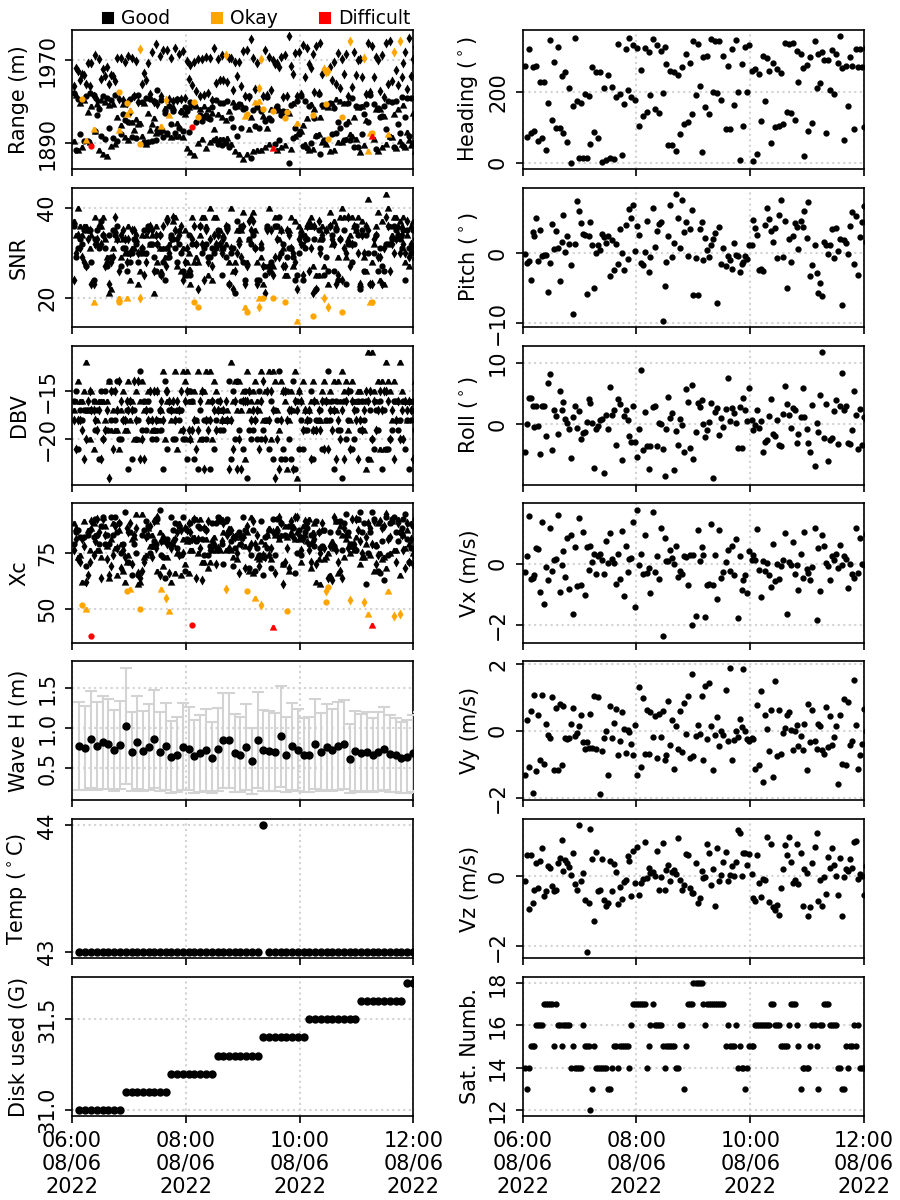 Good Okay Difficult
Range (m)
1970
1890
Heading (°)
200
0
SNR
40
20
Pitch (°)
0
−10
DBV
−15
−20
Roll (°)
10
0
Xc
75
50
Vx (m/s)
0
−2
Wave H (m)
1.5
1.0
0.5
Vy (m/s)
2
0
−2
Temp (°C)
44
43
Vz (m/s)
0
−2
Disk used (G)
31.5
31.0
Sat. Numb.
18
16
14
12
06:00 08:00 10:00 12:00 06:00 08:00 10:00 12:00
08/06 08/06 08/06 08/06 08/06 08/06 08/06 08/06
2022 2022 2022 2022 2022 2022 2022 2022